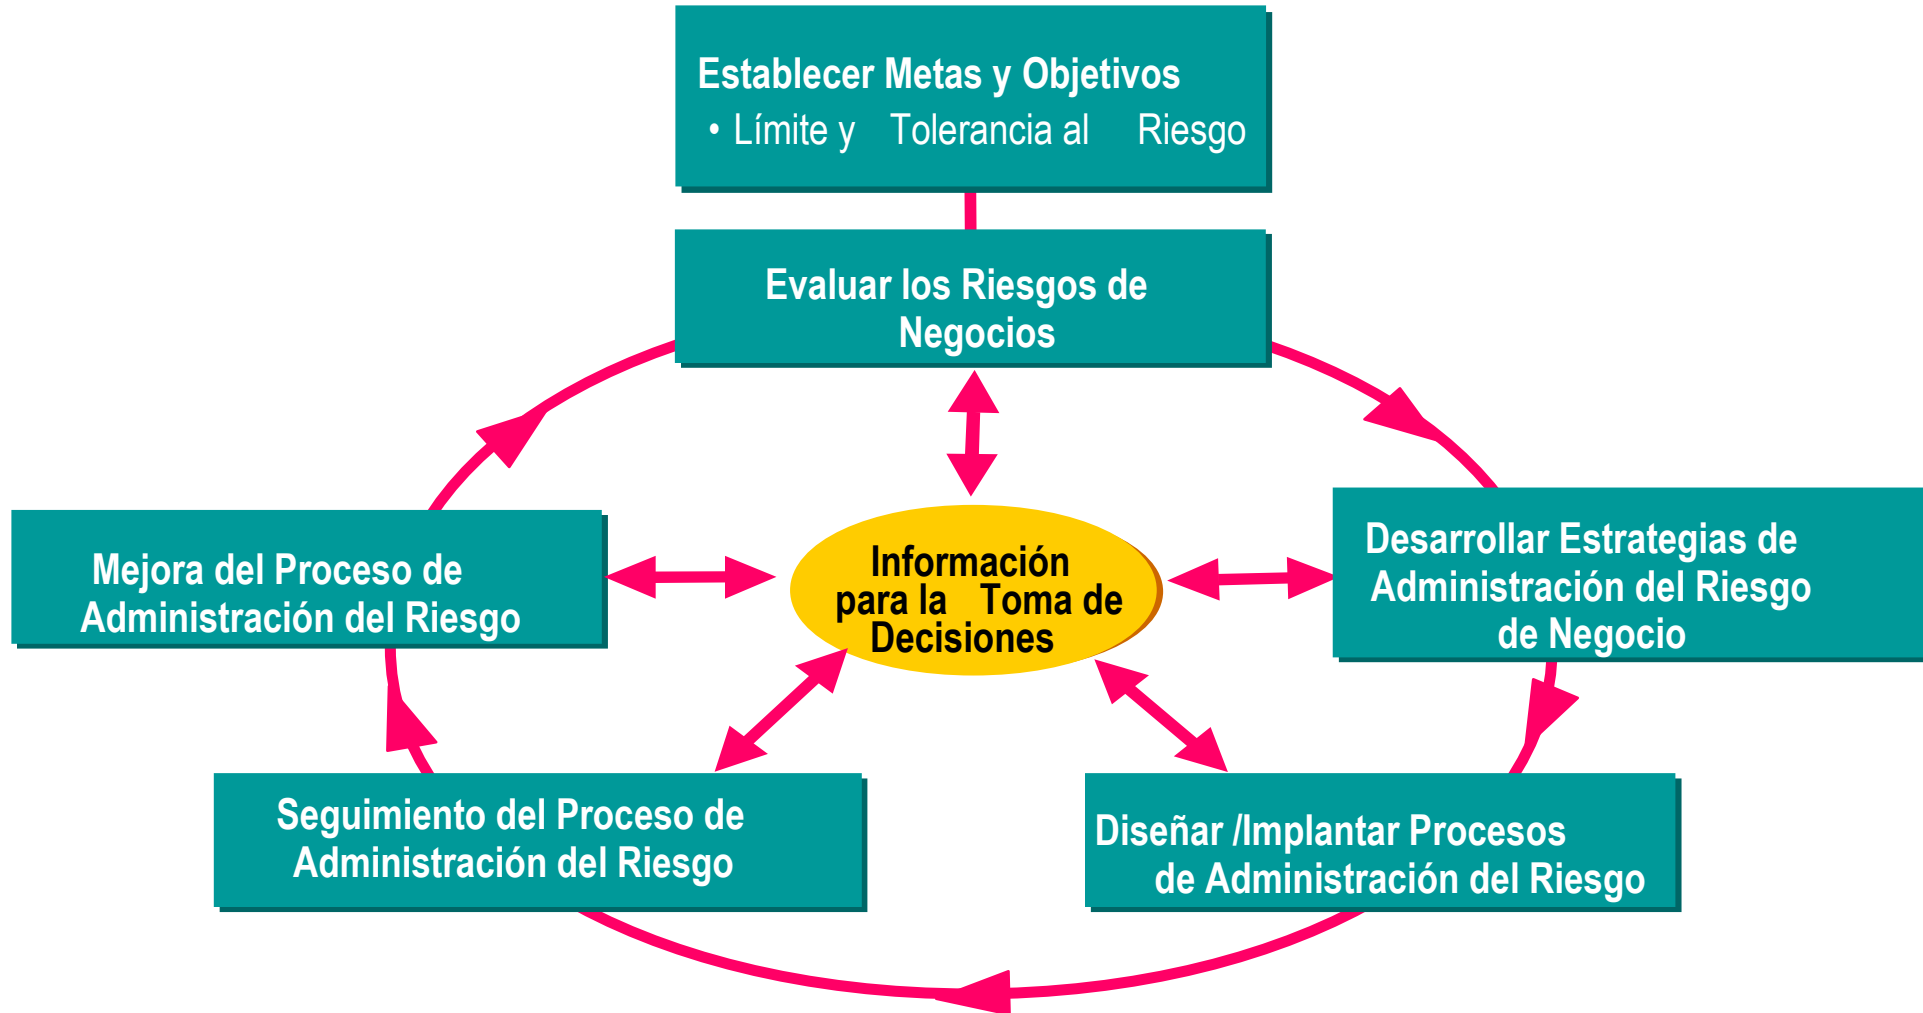 Establecer Metas y Objetivos
• Límite y Tolerancia al Riesgo
Evaluar los Riesgos de
Negocios
Mejora del Proceso de
Administración del Riesgo
Informacíón
para la Toma de
Decisiones
Desarrollar Estrategias de
Administración del Riesgo
de Negocio
Seguimiento del Proceso de
Administración del Riesgo
Diseñar /Implantar Procesos
de Administración del Riesgo